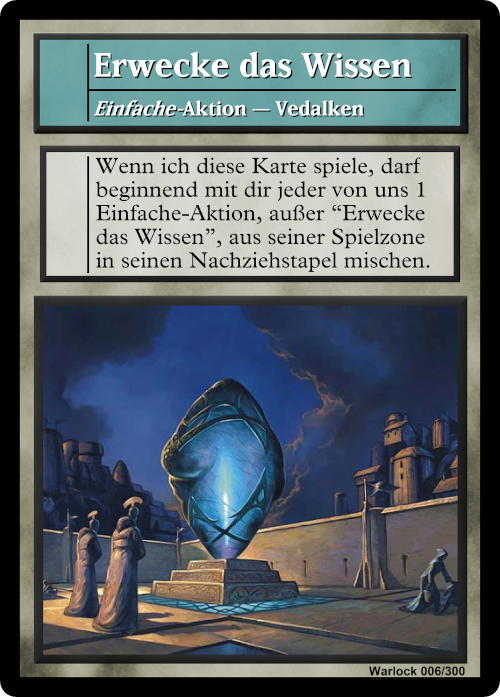 Erwecke das Wissen
Einfache-Aktion — Vedalken
Wenn ich diese Karte spiele, darf
beginnend mit dir jeder von uns 1
Einfache-Aktion, außer “Erwecke
das Wissen”, aus seiner Spielzone
in seinen Nachziehstapel mischen.
Warlock 006/300